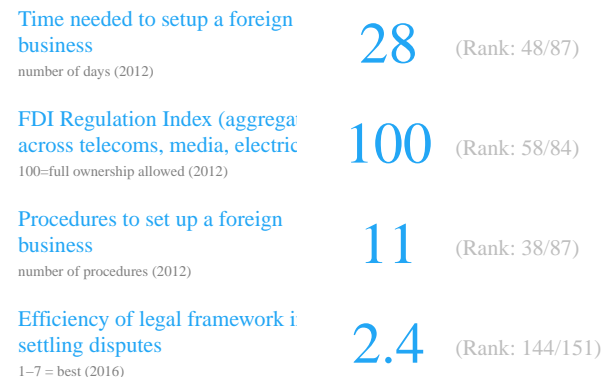 Time needed to setup a foreign
business
number of days (2012)
28
(Rank: 48/87)
FDI Regulation Index
across telecoms, media,
100=full ownership allowed (2012)
100
(Rank: 58/84)
Procedures to set up a foreign
business
number of procedures (2012)
11
(Rank: 38/87)
Efficiency of legal framework
settling disputes
1–7 = best (2016)
2.4
(Rank: 144/151)